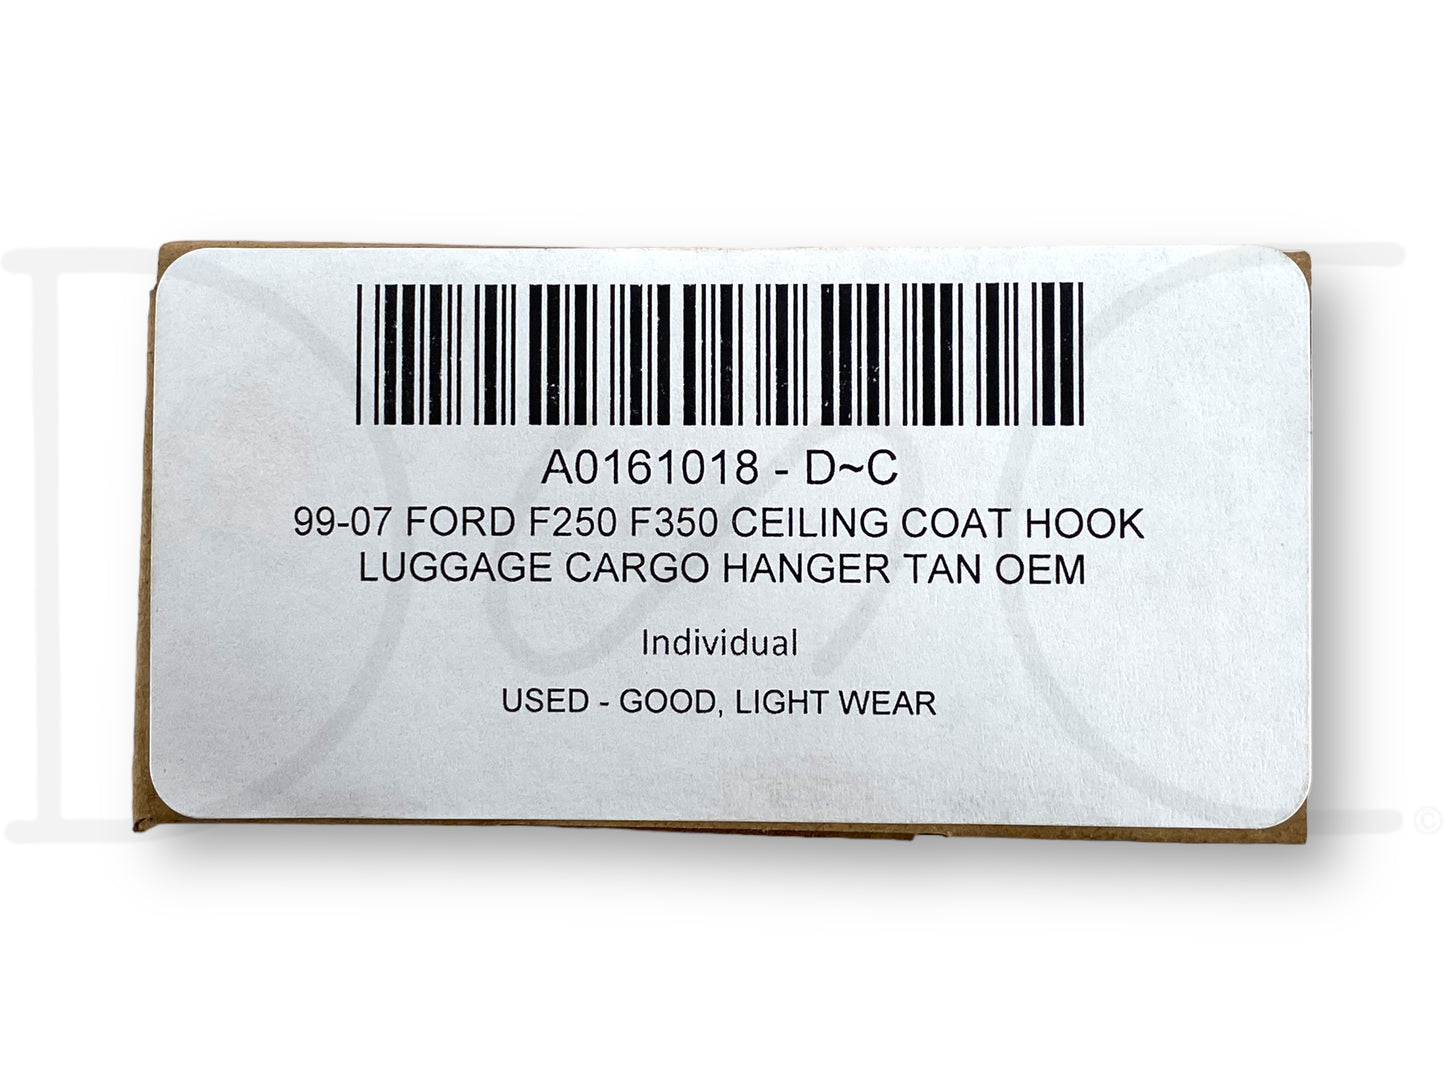 A0161018 - D~C
99-07 FORD F250 F350 CEILING COAT HOOK
LUGGAGE CARGO HANGER TAN OEM
Individual
USED - GOOD, LIGHT WEAR
©